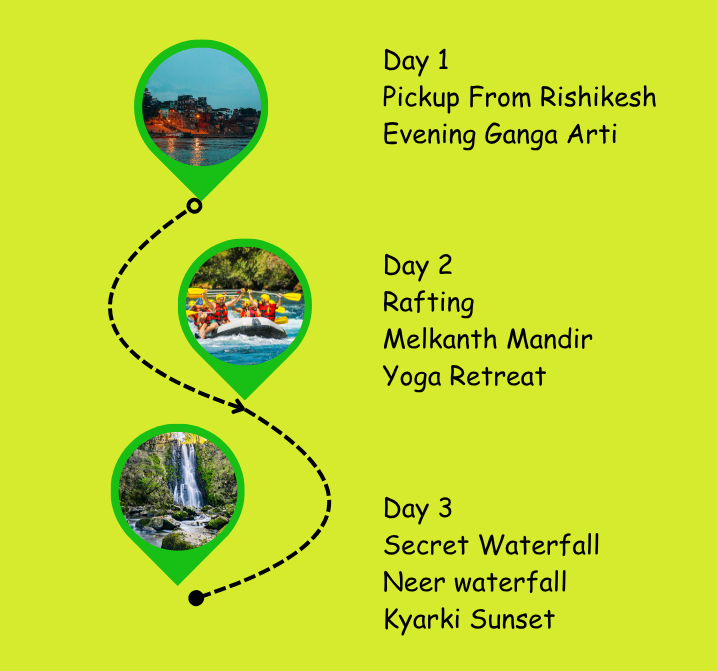 Day 1
Pickup From Rishikesh
Evening Ganga Arti
Day 2
Rafting
Melkanth Mandir
Yoga Retreat
Day 3
Secret Waterfall
Neer waterfall
Kyarki Sunset